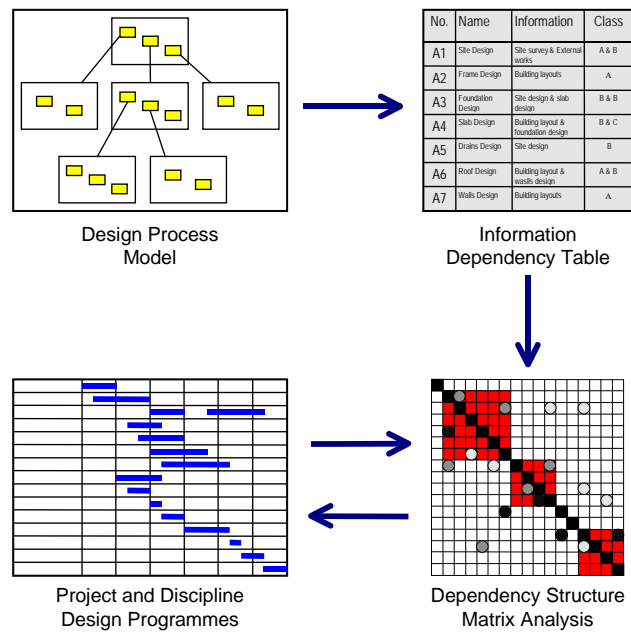 No. Name Information Class
A1 Site Design Site survey & External works A & B
A2 Frame Design Building layouts A
A3 Foundation Design Site design & slab design B & B
A4 Slab Design Building layout & foundation design B & C
A5 Drains Design Site design B
A6 Roof Design Building layout & waslls design A & B
A7 Walls Design Building layouts A
Design Process
Model
Information
Dependency Table
Project and Discipline
Design Programmes
Dependency Structure
Matrix Analysis